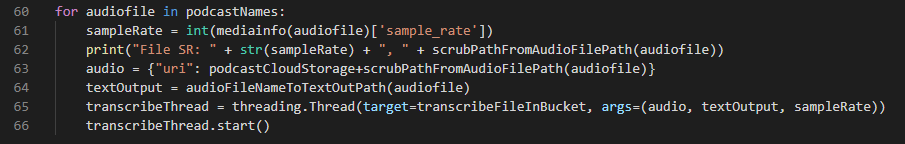 60 for audiofile in podcastNames:
61 sampleRate = int(mediainfo(audiofile)['sample_rate'])
62 print("File SR: " + str(sampleRate) + ", " + scrubPathFromAudioFilePath(audiofile))
63 audio = {"uri": podcastCloudStorage+scrubPathFromAudioFilePath(audiofile)}
64 textOutput = audioFileNameToTextOutPath(audiofile)
65 transcribeThread = threading.Thread(target=transcribeFileInBucket, args=(audio, textOutput, sampleRate))
66 transcribeThread.start()